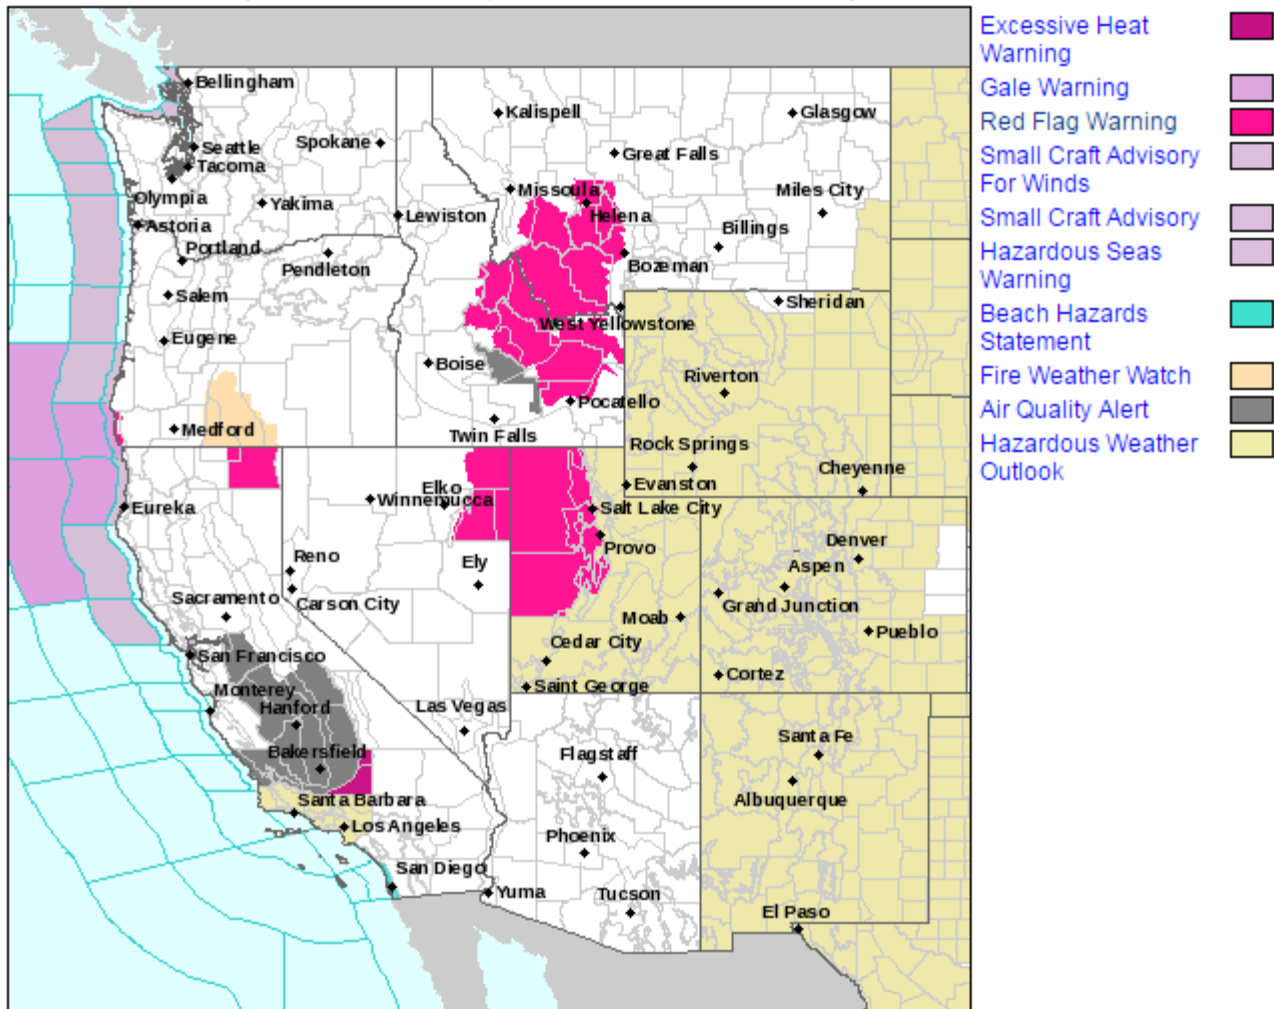 Excessive Heat
Warning
Gale Warning
Red Flag Warning
Small Craft Advisory
For Winds
Small Craft Advisory
Hazardous Seas
Warning
Beach Hazards
Statement
Fire Weather Watch
Air Quality Alert
Hazardous Weather
Outlook
Bellingham
Kalispell
Glasgow
Seattle
Spokane
Great Falls
Tacoma
Missoula
Miles City
Olympia
Yakima
Lewiston
Helena
Astoria
Billings
Portland
Pendleton
Bozeman
Salem
Sheridan
West Yellowstone
Eugene
Boise
Riverton
Pocatello
Medford
Twin Falls
Rock Springs
Cheyenne
Evanston
Elko
Winnemucca
Eureka
Salt Lake City
Denver
Provo
Reno
Ely
Aspen
Sacramento
Carson City
Grand Junction
Moab
Pueblo
Cedar City
San Francisco
Cortez
Saint George
Monterey
Hanford
Las Vegas
Santa Fe
Bakersfield
Flagstaff
Santa Barbara
Albuquerque
Los Angeles
Phoenix
San Diego
Yuma
Tucson
El Paso